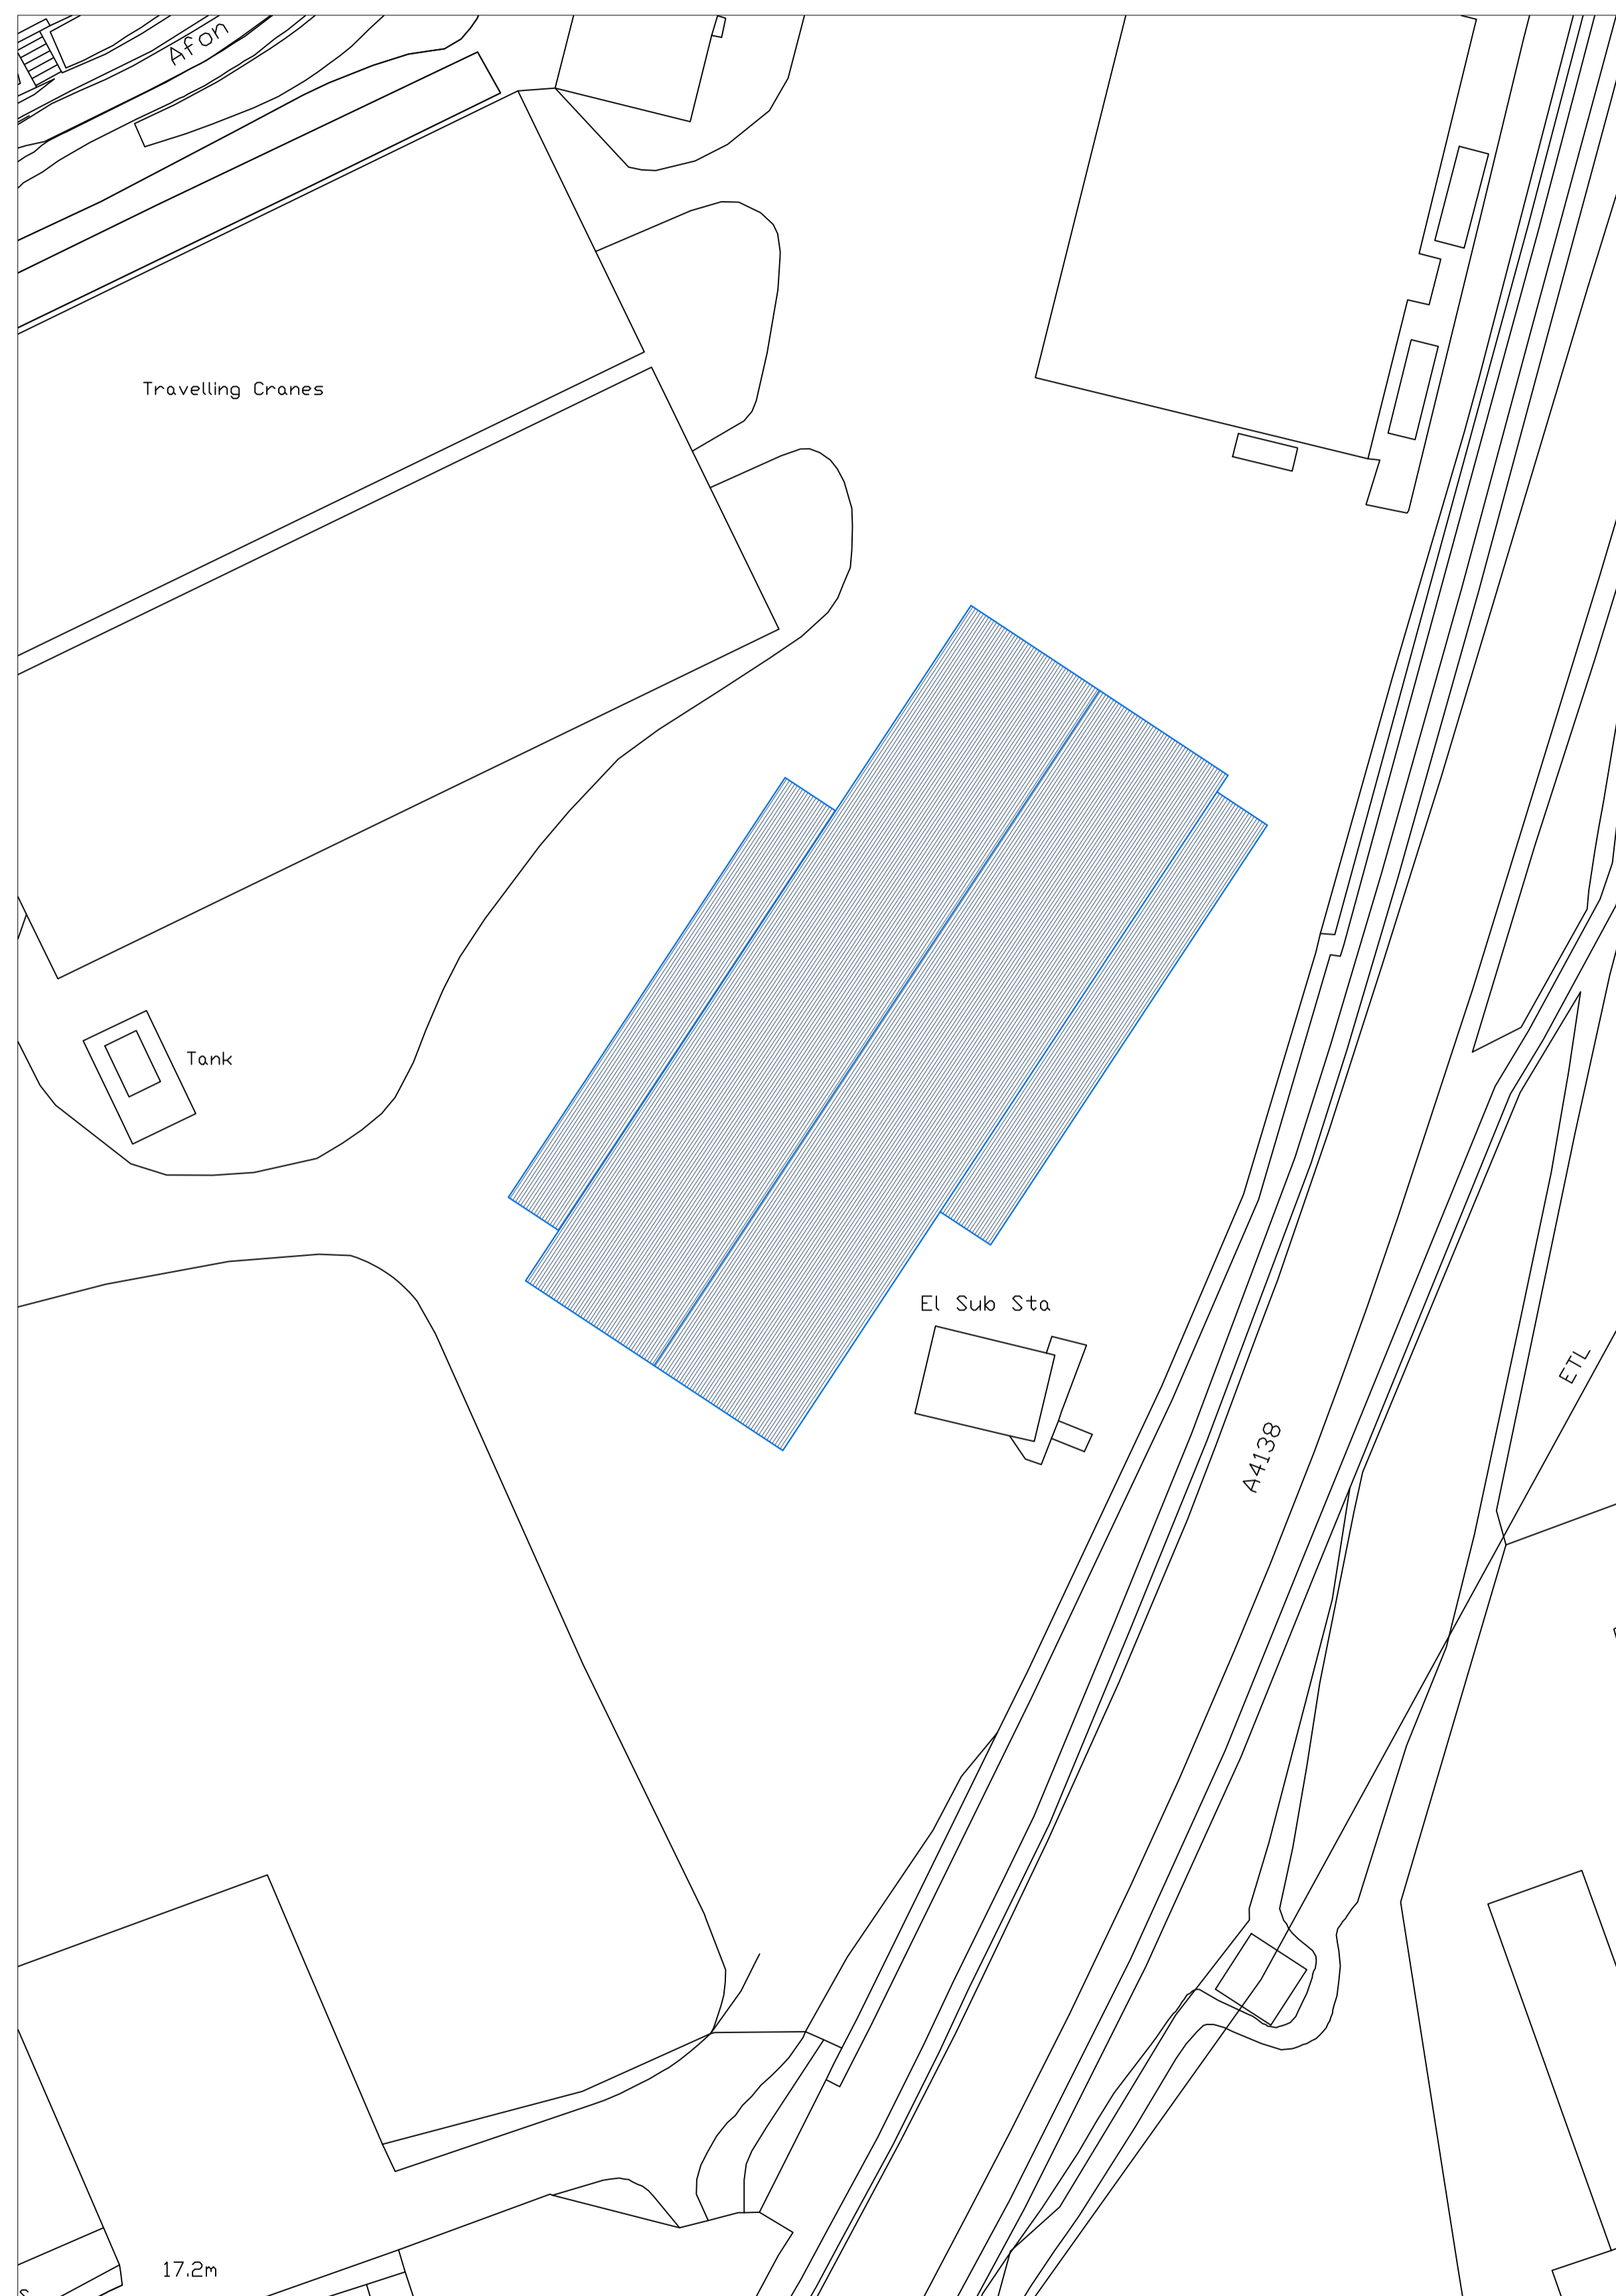 Afon
Travelling Cranes
Tank
El Sub Sta
ETL
A4138
17.2m